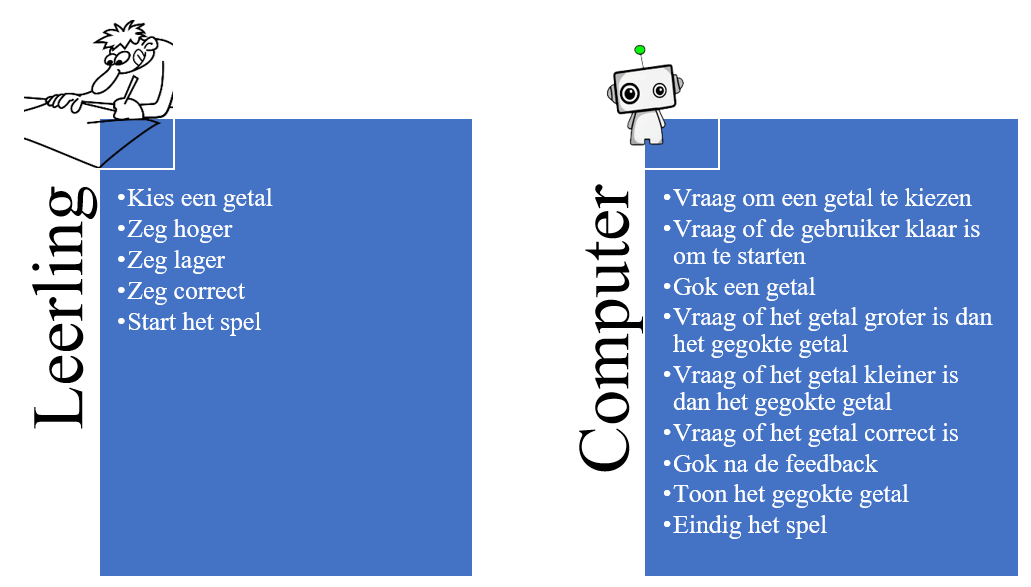 Leerling
•Kies een getal
•Zeg hoger
•Zeg lager
•Zeg correct
•Start het spel
Computer
•Vraag om een getal te kiezen
•Vraag of de gebruiker klaar is
om te starten
•Gok een getal
•Vraag of het getal groter is dan
het gegokte getal
•Vraag of het getal kleiner is
dan het gegokte getal
•Vraag of het getal correct is
•Gok na de feedback
•Toon het gegokte getal
•Eindig het spel